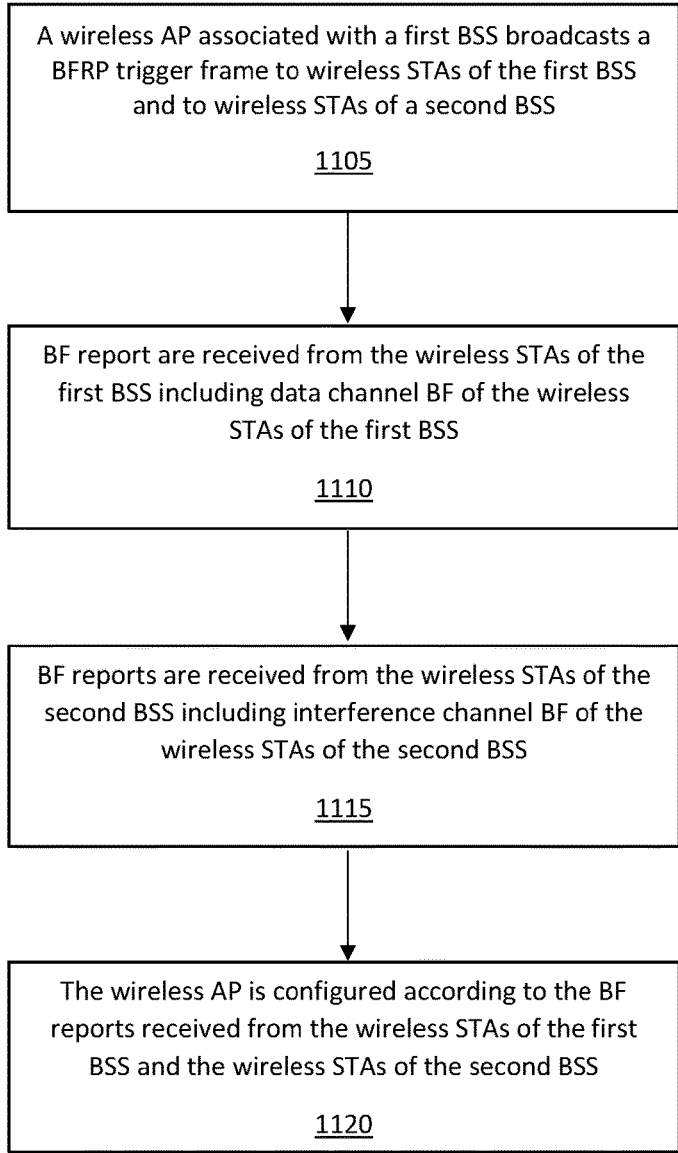 A wireless AP associated with a first BSS broadcasts a
BFRP trigger frame to wireless STAs of the first BSS
and to wireless STAs of a second BSS
1105
BF report are received from the wireless STAs of the
first BSS including data channel BF of the wireless
STAs of the first BSS
1110
BF reports are received from the wireless STAs of the
second BSS including interference channel BF of the
wireless STAs of the second BSS
1115
The wireless AP is configured according to the BF
reports received from the wireless STAs of the first
BSS and the wireless STAs of the second BSS
1120